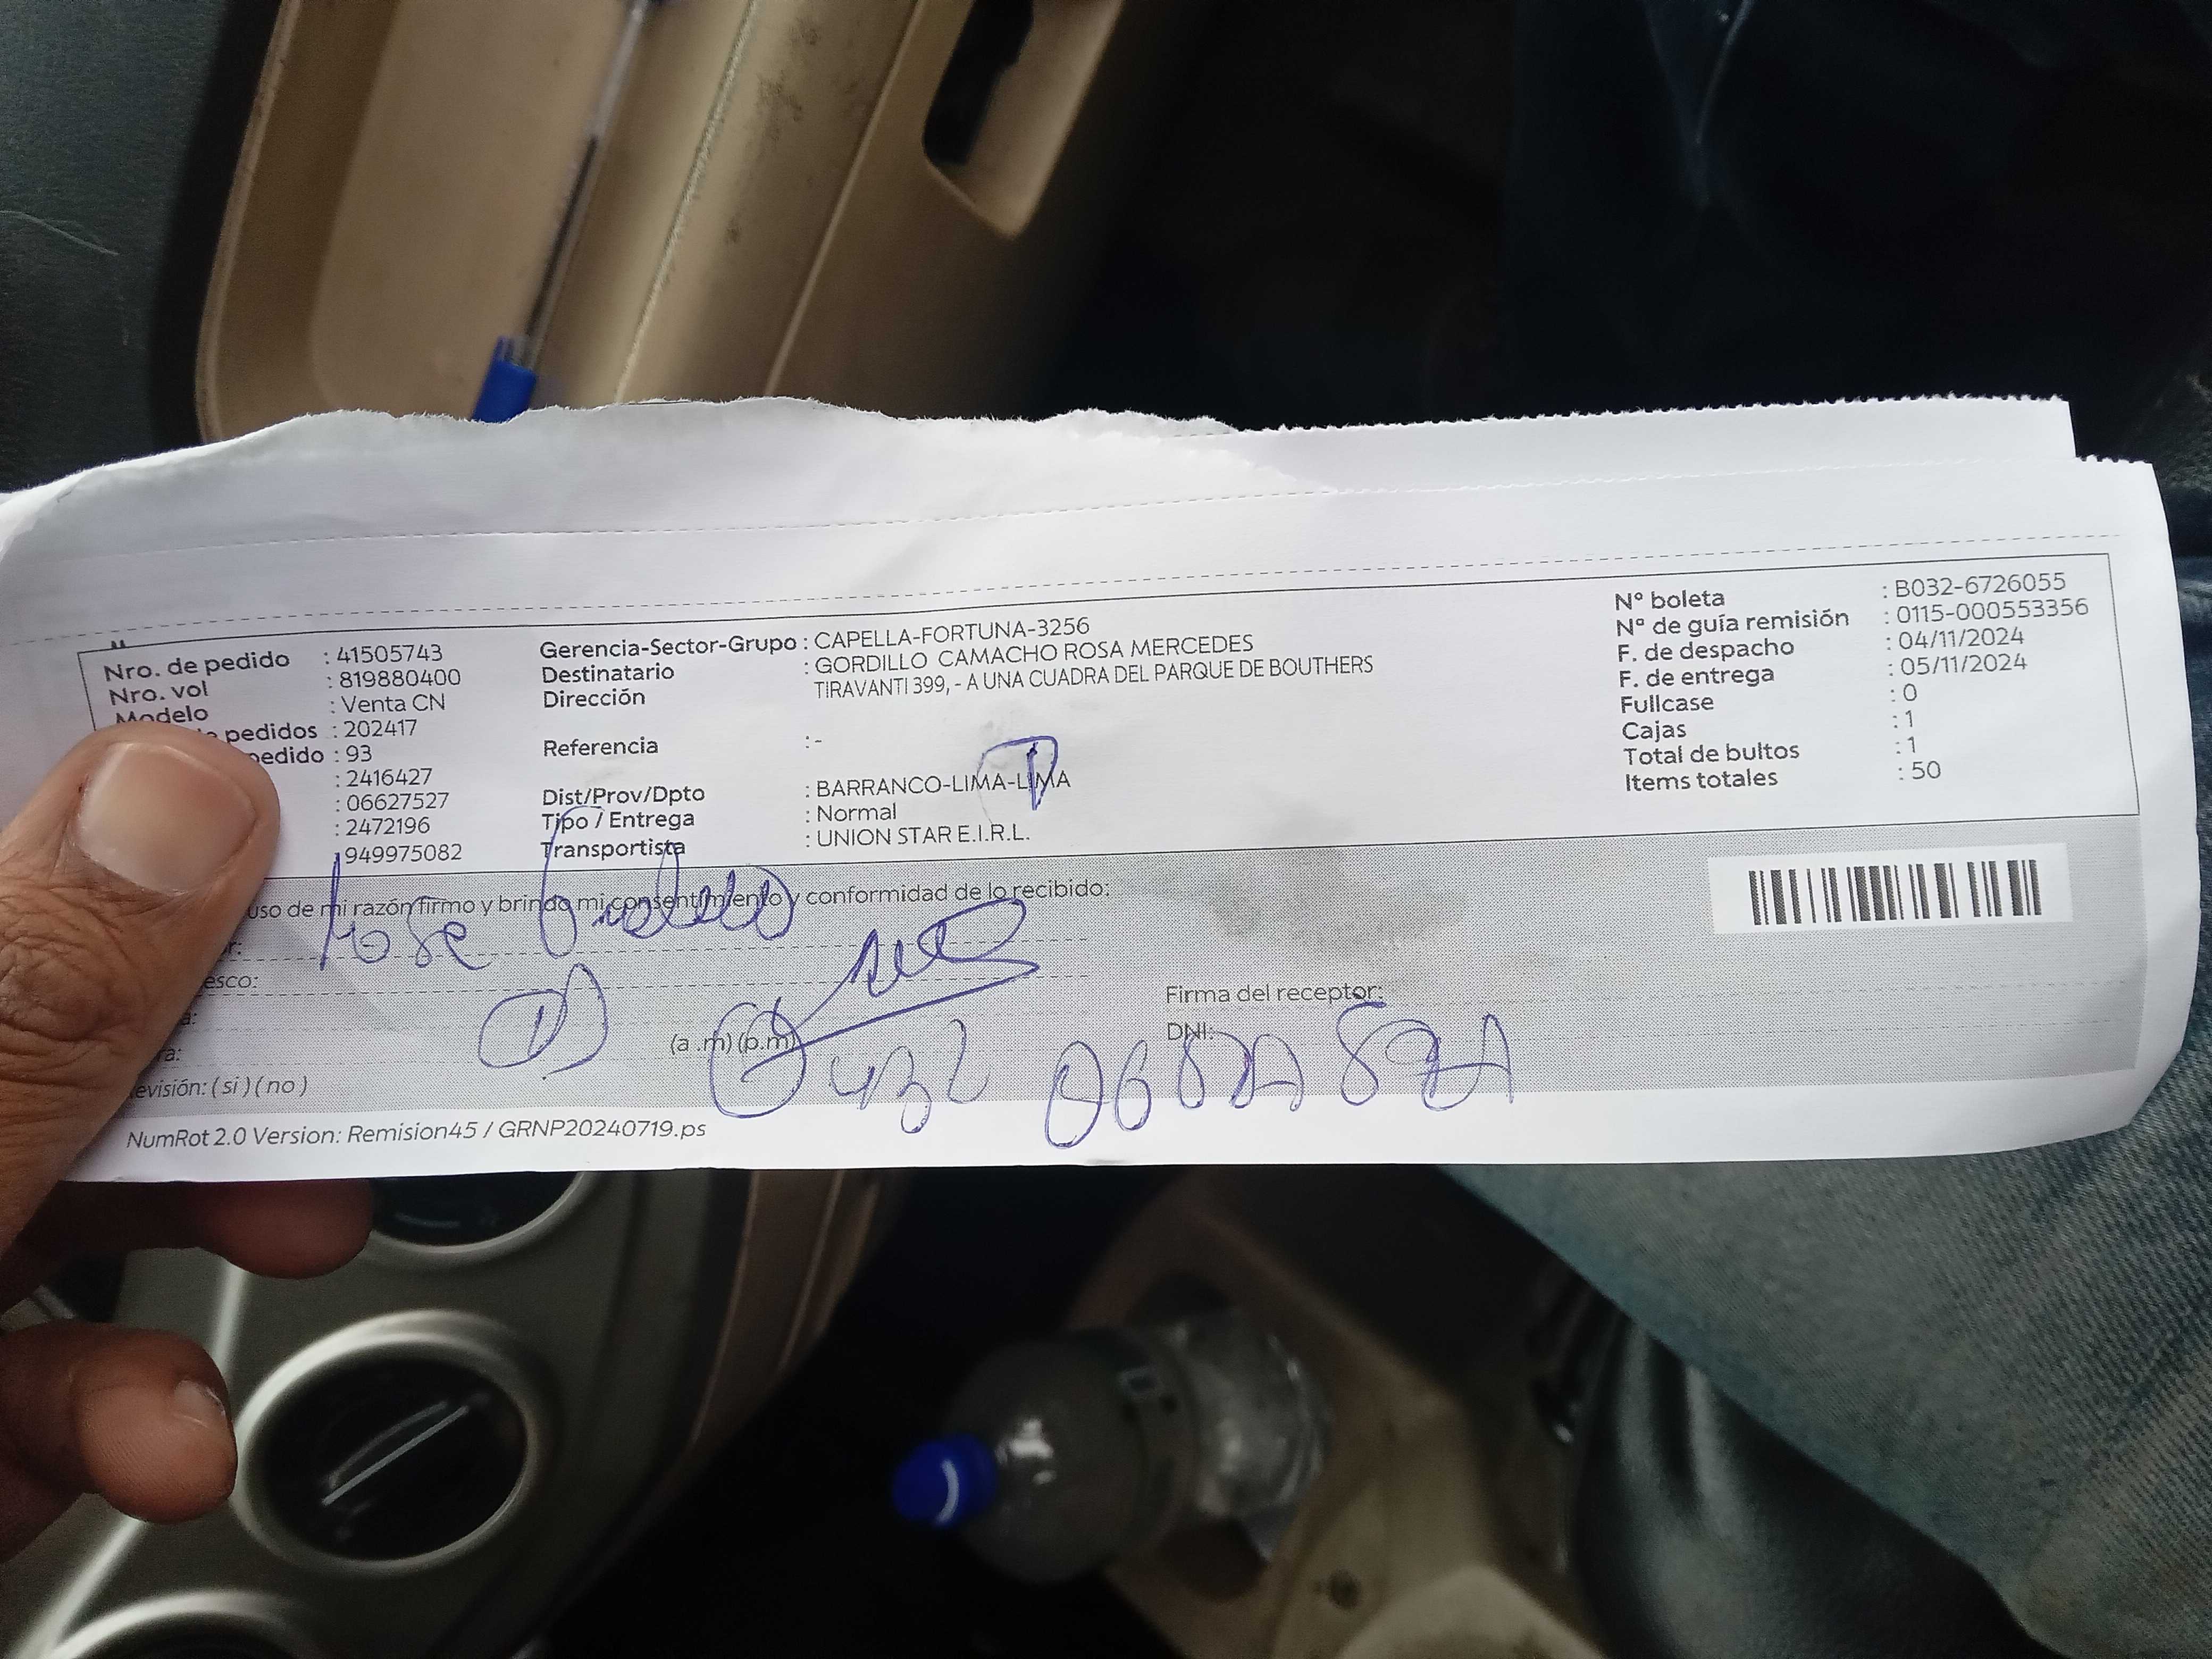 Nro. de pedido : 41505743
Nro. vol : 819880400
Modelo : Venta CN
pedidos : 202417
pedido : 93
: 2416427
: 06627527
: 2472196
: 949975082
Gerencia-Sector-Grupo : CAPELLA-FORTUNA-3256
Destinatario : GORDILLO CAMACHO ROSA MERCEDES
Dirección TIRAVANTI 399, - A UNA CUADRA DEL PARQUE DE BOUTHERS
Referencia : -
Dist/Prov/Dpto : BARRANCO-LIMA-LIMA
Tipo / Entrega : Normal
Transportista : UNION STAR E.I.R.L.
Nº boleta : B032-6726055
Nº de guía remisión : 0115-000553356
F. de despacho : 04/11/2024
F. de entrega : 05/11/2024
Fullcase : 0
Cajas : 1
Total de bultos : 1
Items totales : 50
uso de mi razón firmo y brindo mi consentimiento y conformidad de lo recibido:
Jose
esco:
(a .m) (p.m)
Firma del receptor:
DNI:
evisión: ( si ) ( no )
NumRot 2.0 Version: Remision45 / GRNP20240719.ps